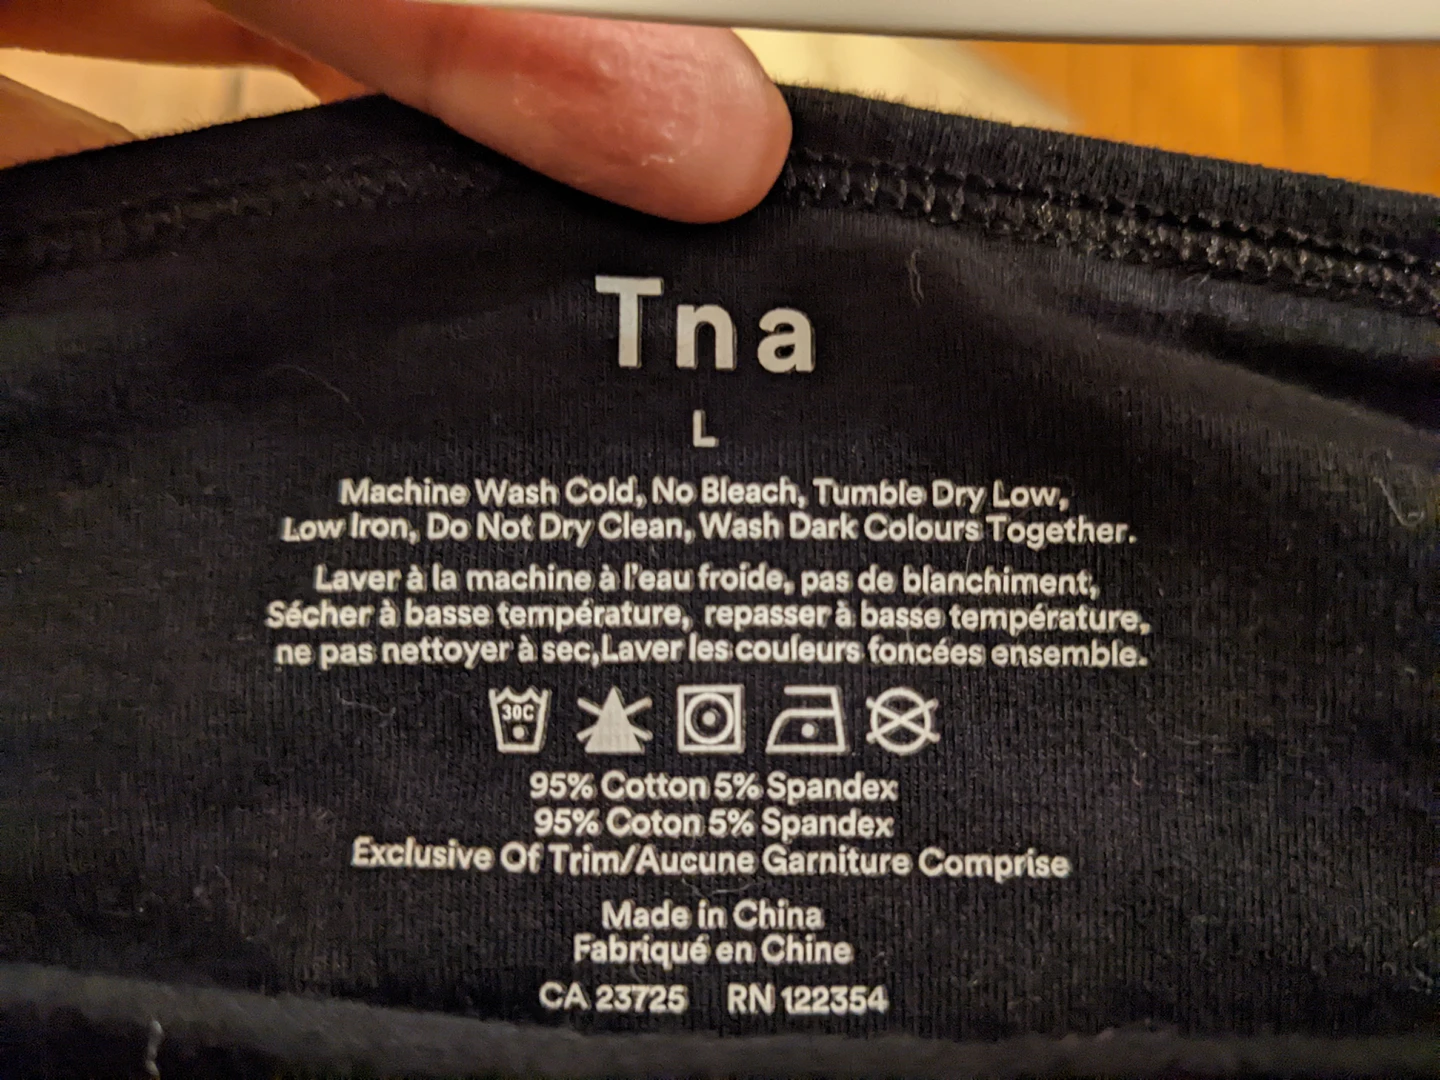 Tna
L
Machine Wash Cold, No Bleach, Tumble Dry Low,
Low Iron, Do Not Dry Clean, Wash Dark Colours Together.
Laver à la machine à l'eau froide, pas de blanchiment,
Sécher à basse température, repasser à basse température,
ne pas nettoyer à sec,Laver les couleurs foncées ensemble.
30C
95% Cotton 5% Spandex
95% Coton 5% Spandex
Exclusive Of Trim/Aucune Garniture Comprise
Made in China
Fabriqué en Chine
CA 23725 RN 122354